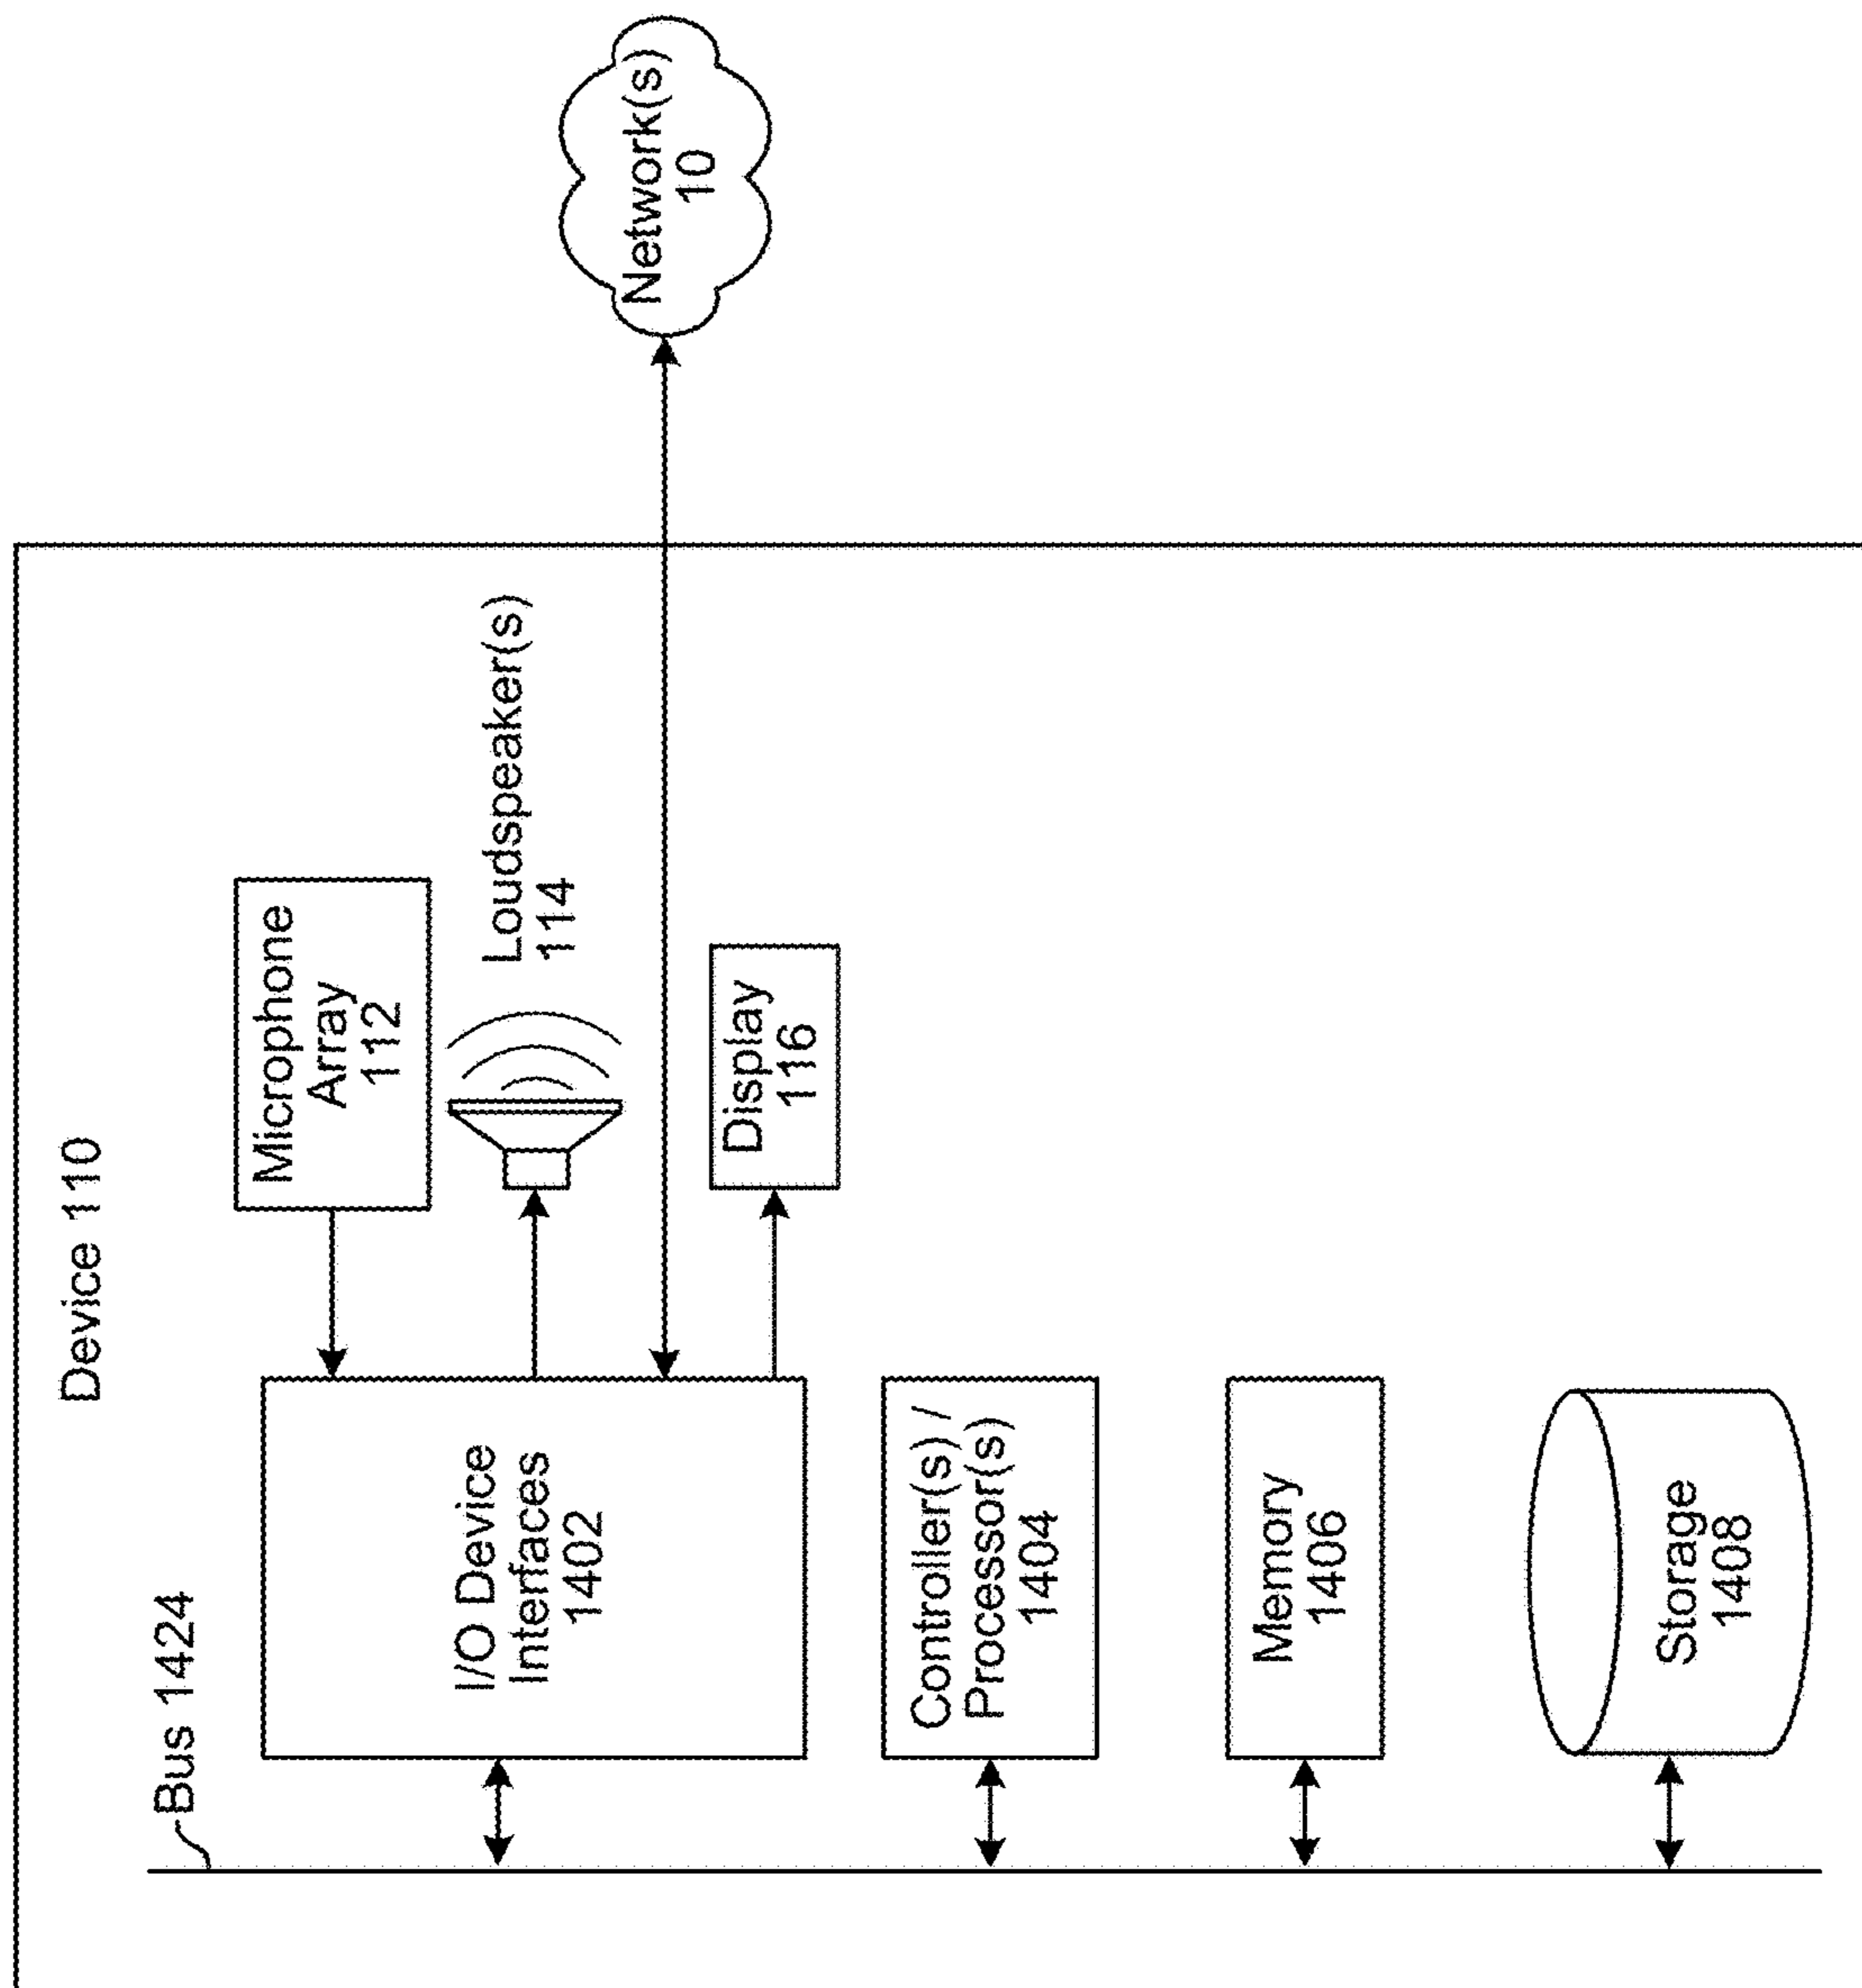 Device 110
Bus 1424
I/O Device
Interfaces
1402
Microphone
Array
112
Loudspeaker(s)
114
Network(s)
10
Display
116
Controller(s) /
Processor(s)
1404
Memory
1406
Storage
1408